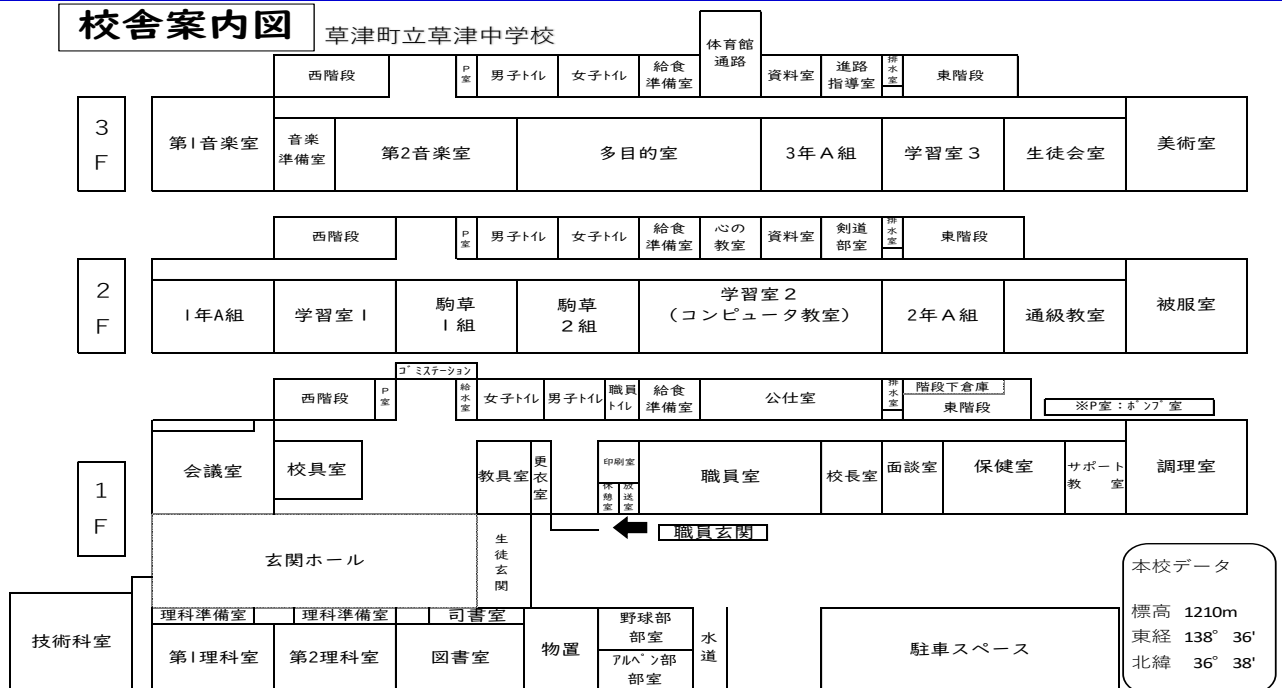 校舎案内図
草津町立草津中学校
体育館
通路
西階段
P
室
男子トイレ
女子トイレ
給食
準備室
資料室
進路
指導室
排
水
室
東階段
3
F
第1音楽室
音楽
準備室
第2音楽室
多目的室
3年A組
学習室3
生徒会室
美術室
西階段
P
室
男子トイレ
女子トイレ
給食
準備室
心の
教室
資料室
剣道
部室
排
水
室
東階段
2
F
1年A組
学習室1
駒草
1組
駒草
2組
学習室2
(コンピュータ教室)
2年A組
通級教室
被服室
ゴミステーション
西階段
P
室
給
水
室
女子トイレ
男子トイレ
職員
トイレ
給食
準備室
公仕室
排
水
室
階段下倉庫
東階段
※P室:ポンプ室
1
F
会議室
校具室
教具室
更
衣
室
印刷室
休
憩
室
放
送
室
職員室
校長室
面談室
保健室
サポート
教 室
調理室
職員玄関
玄関ホール
生
徒
玄
関
技術科室
理科準備室
理科準備室
司書室
第1理科室
第2理科室
図書室
物置
野球部
部室
アルペン部
部室
水
道
駐車スペース
本校データ
標高 1210m
東経 138° 36'
北緯 36° 38'